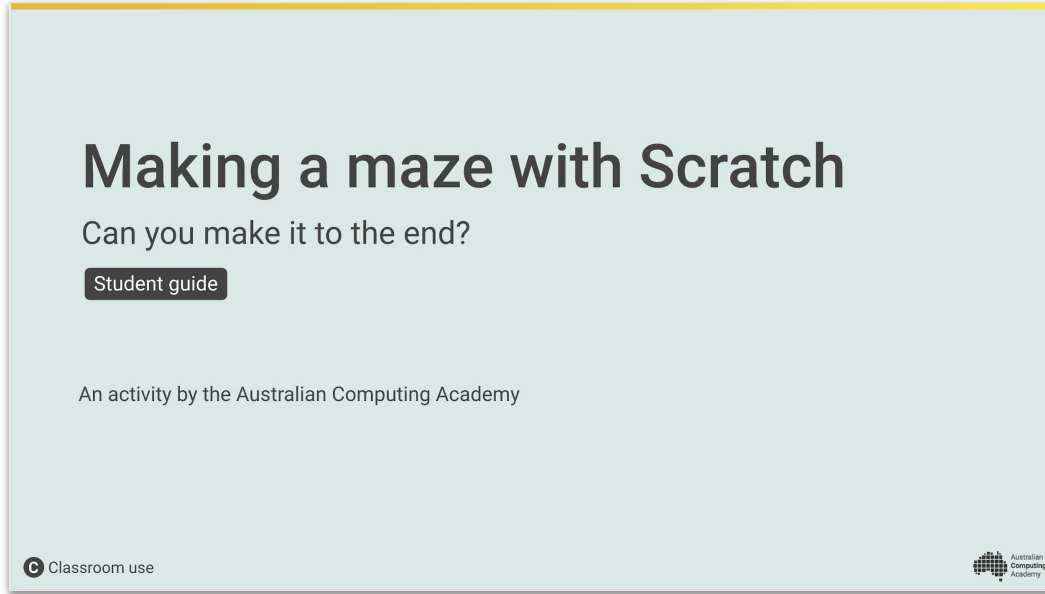 Making a maze with Scratch
Can you make it to the end?
Student guide
An activity by the Australian Computing Academy
C Classroom use
Australian
Computing
Academy